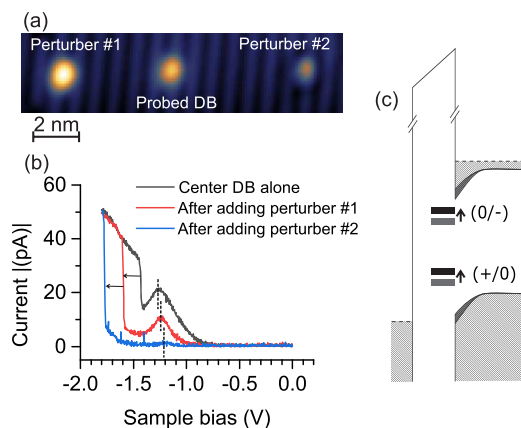 (a)
Perturber #1
Perturber #2
Probed DB
2 nm
(b)
Current |(pA)|
60
40
20
0
Center DB alone
After adding perturber #1
After adding perturber #2
-2.0
-1.5
-1.0
-0.5
0.0
Sample bias (V)
(c)
(0/-)
(+/0)